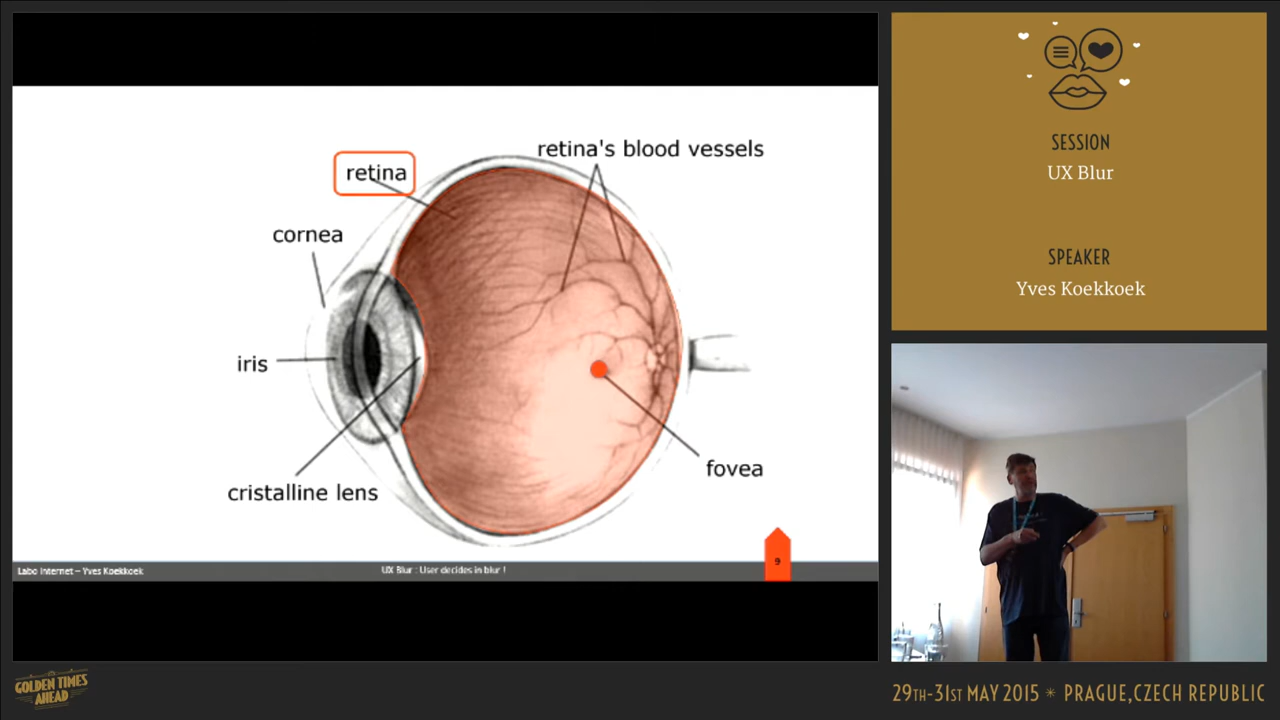 retina's blood vessels
retina
cornea
iris
fovea
cristalline lens
9
Labo Internet – Yves Koekkoek
UX Blur : User decides in blur !
SESSION
UX Blur
SPEAKER
Yves Koekkoek
GOLDEN TIMES
AHEAD
29TH-31ST MAY 2015 * PRAGUE, CZECH REPUBLIC